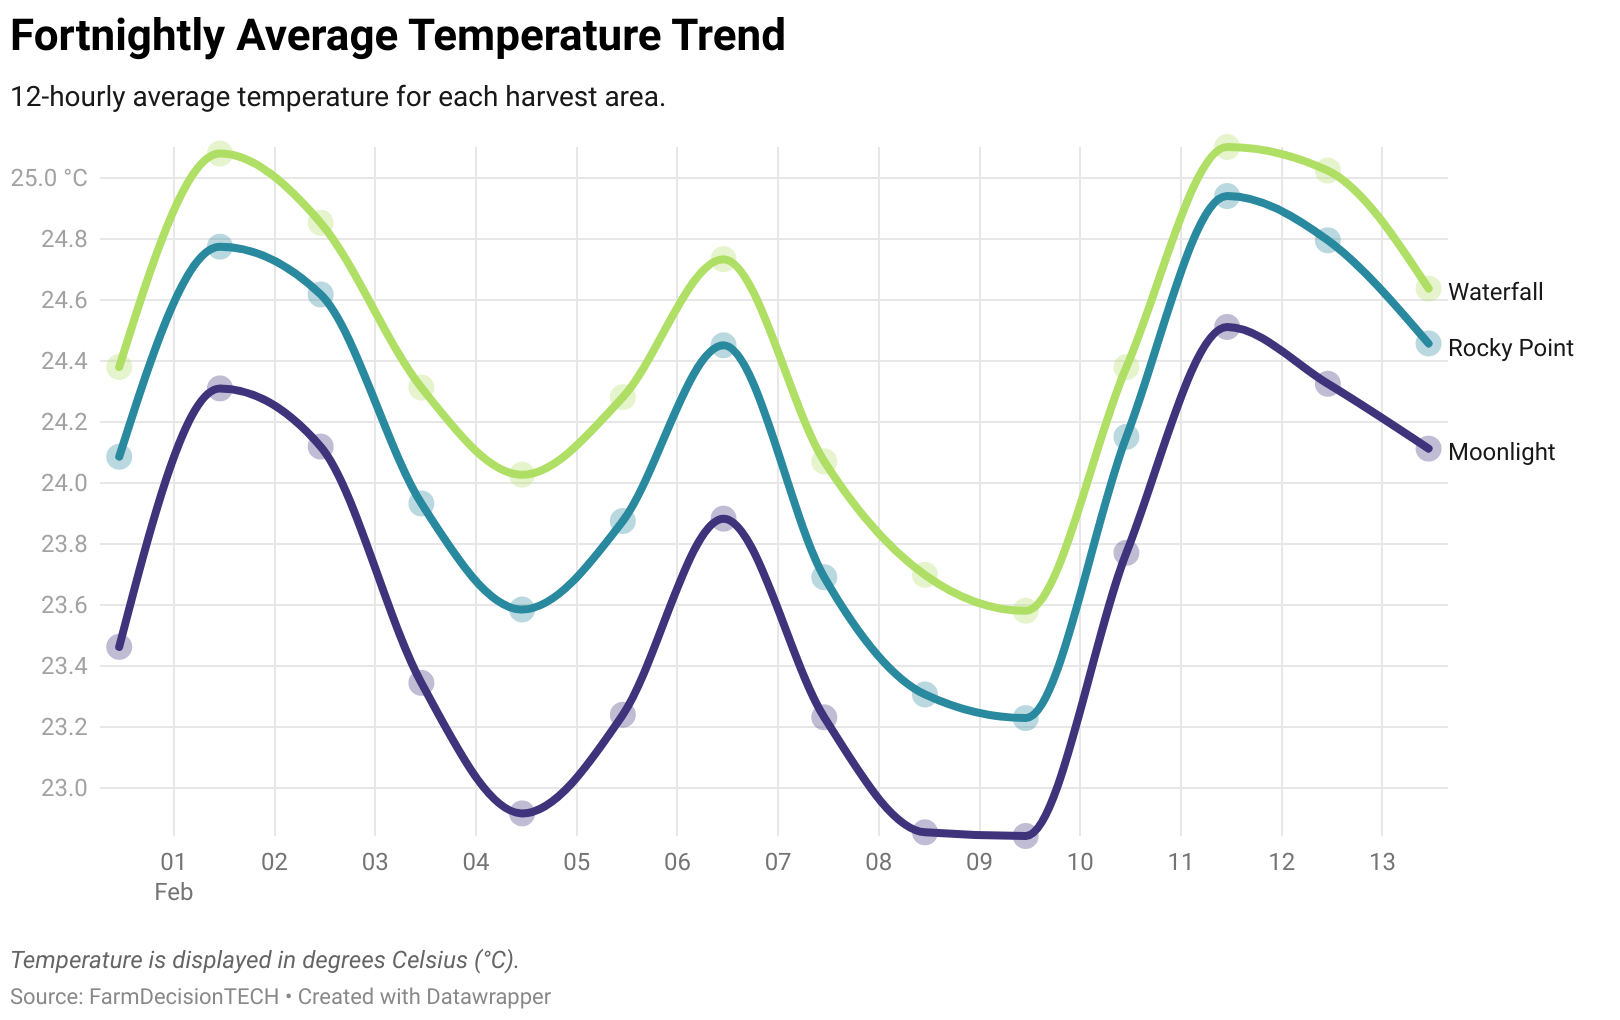 Fortnightly Average Temperature Trend
12-hourly average temperature for each harvest area.
25.0 °C
24.8
24.6
24.4
24.2
24.0
23.8
23.6
23.4
23.2
23.0
Waterfall
Rocky Point
Moonlight
01 02 03 04 05 06 07 08 09 10 11 12 13
Feb
Temperature is displayed in degrees Celsius (°C).
Source: FarmDecisionTECH • Created with Datawrapper